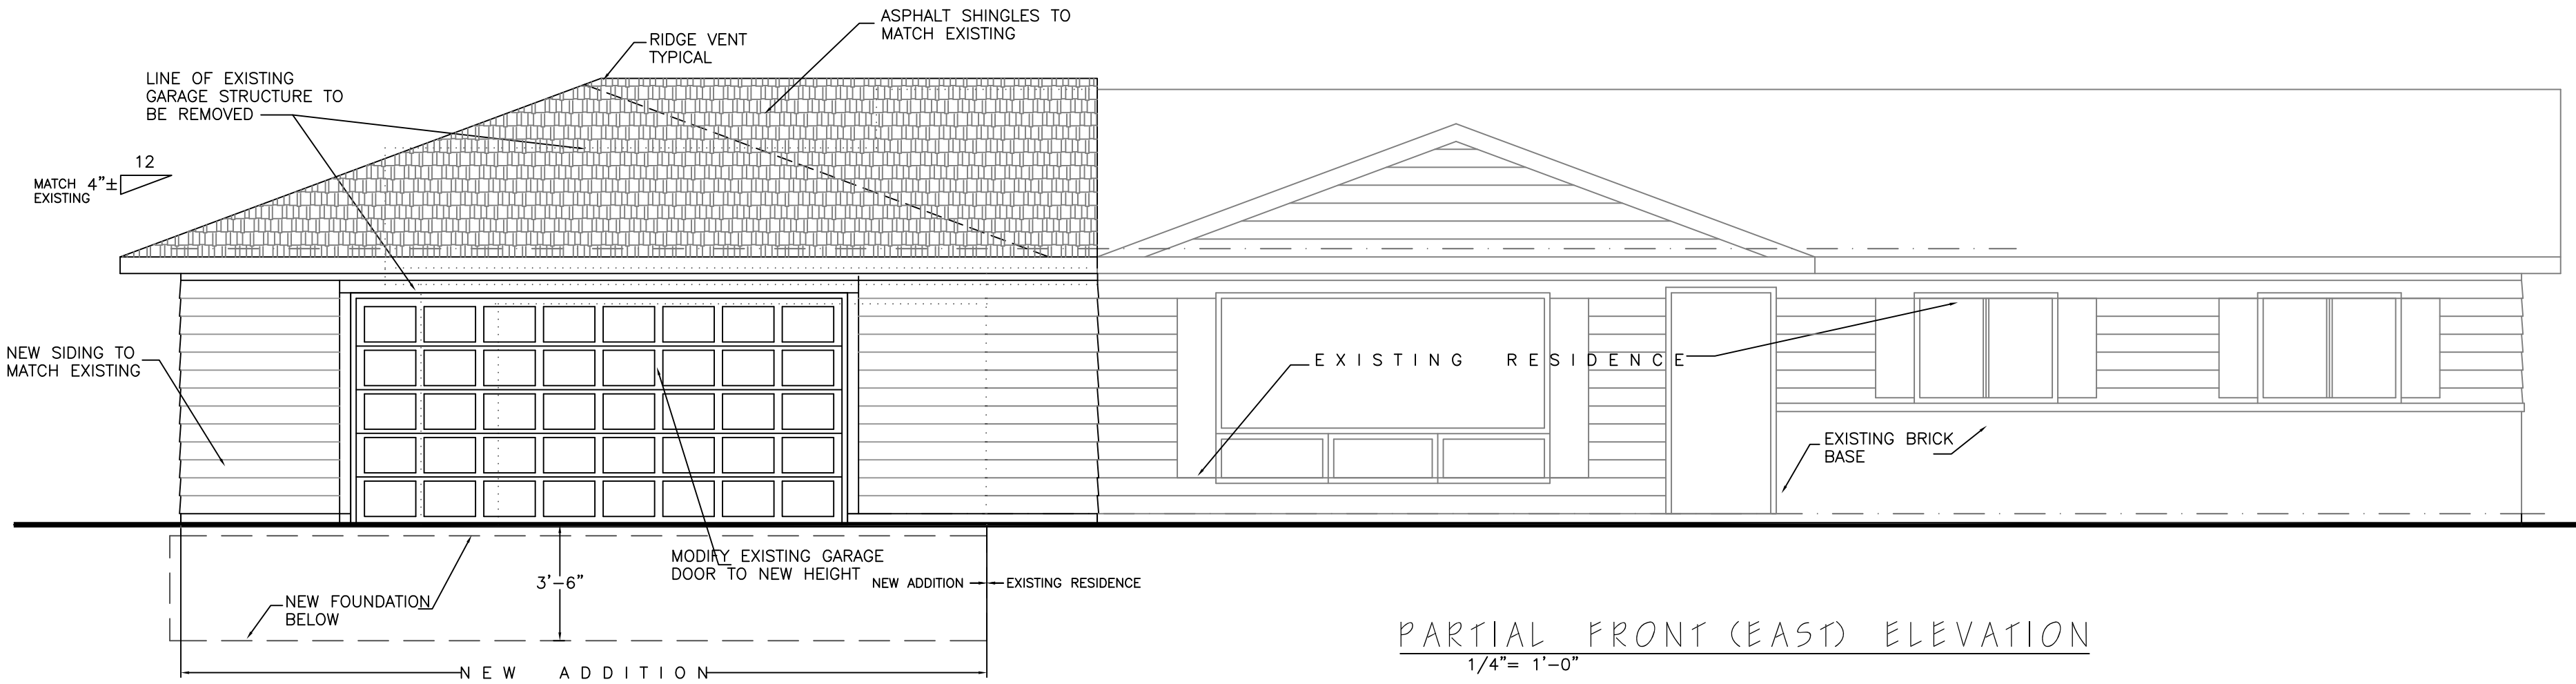 ASPHALT SHINGLES TO
MATCH EXISTING
RIDGE VENT
TYPICAL
LINE OF EXISTING
GARAGE STRUCTURE TO
BE REMOVED
12
MATCH 4"±
EXISTING
NEW SIDING TO
MATCH EXISTING
EXISTING RESIDENCE
EXISTING BRICK
BASE
MODIFY EXISTING GARAGE
DOOR TO NEW HEIGHT
NEW ADDITION
EXISTING RESIDENCE
3'-6"
NEW FOUNDATION
BELOW
NEW ADDITION
PARTIAL FRONT (EAST) ELEVATION
1/4"= 1'-0"